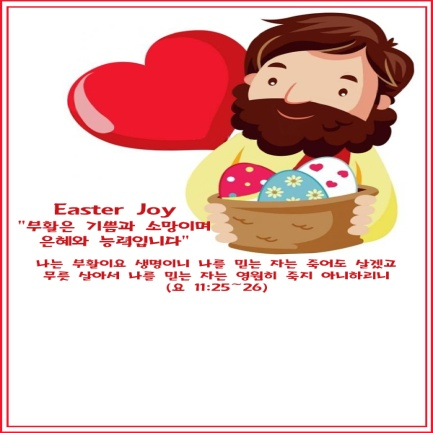 Easter Joy
"부활은 기쁨과 소망이며
은혜와 능력입니다"
나는 부활이요 생명이니 나를 믿는 자는 죽어도 살겠고
무릇 살아서 나를 믿는 자는 영원히 죽지 아니하리니
(요 11:25~26)